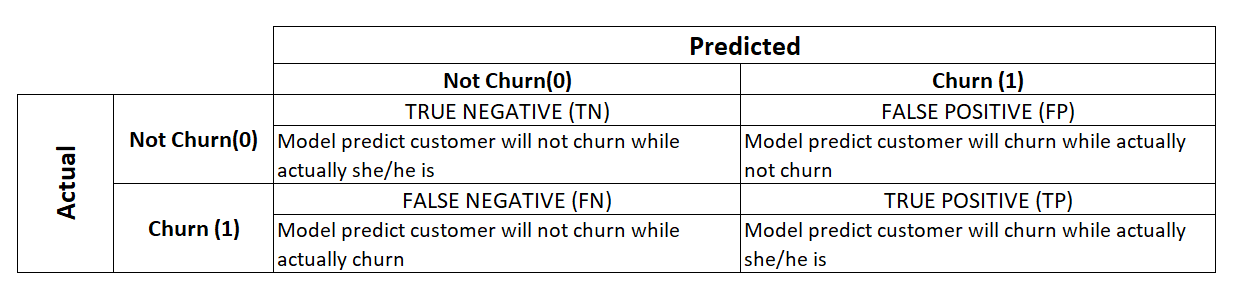 Predicted
Not Churn(0)
Churn (1)
Actual
Not Churn(0)
TRUE NEGATIVE (TN)
FALSE POSITIVE (FP)
Model predict customer will not churn while
actually she/he is
Model predict customer will churn while actually
not churn
Churn (1)
FALSE NEGATIVE (FN)
TRUE POSITIVE (TP)
Model predict customer will not churn while
actually churn
Model predict customer will churn while actually
she/he is